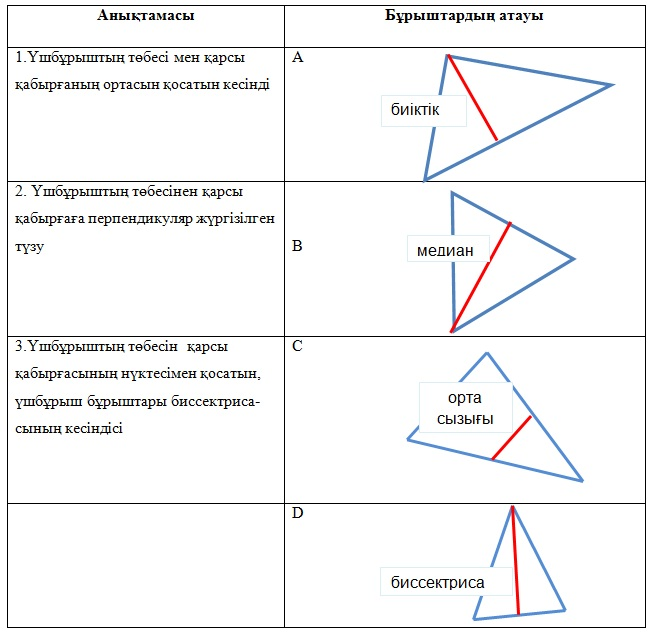 Анықтамасы
Бұрыштардың атауы
1.Үшбұрыштың төбесі мен қарсы
қабырғаның ортасын қосатын кесінді
A
биіктік
2. Үшбұрыштың төбесінен қарсы
қабырғаға перпендикуляр жүргізілген
түзу
B
медиан
3.Үшбұрыштың төбесін қарсы
қабырғасының нүктесімен қосатын,
үшбұрыш бұрыштары биссектриса-
сының кесіндісі
C
орта
сызығы
D
биссектриса